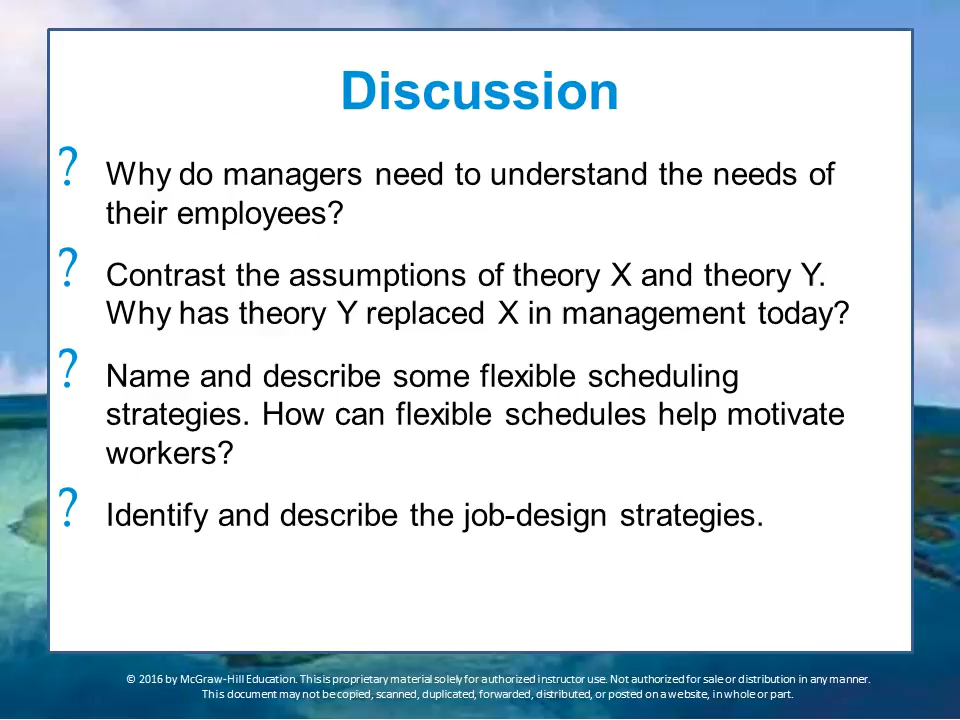 Discussion
? Why do managers need to understand the needs of
their employees?
? Contrast the assumptions of theory X and theory Y.
Why has theory Y replaced X in management today?
? Name and describe some flexible scheduling
strategies. How can flexible schedules help motivate
workers?
? Identify and describe the job-design strategies.
© 2016 by McGraw-Hill Education. This is proprietary material solely for authorized instructor use. Not authorized for sale or distribution in any manner.
This document may not be copied, scanned, duplicated, forwarded, distributed, or posted on a website, in whole or part.